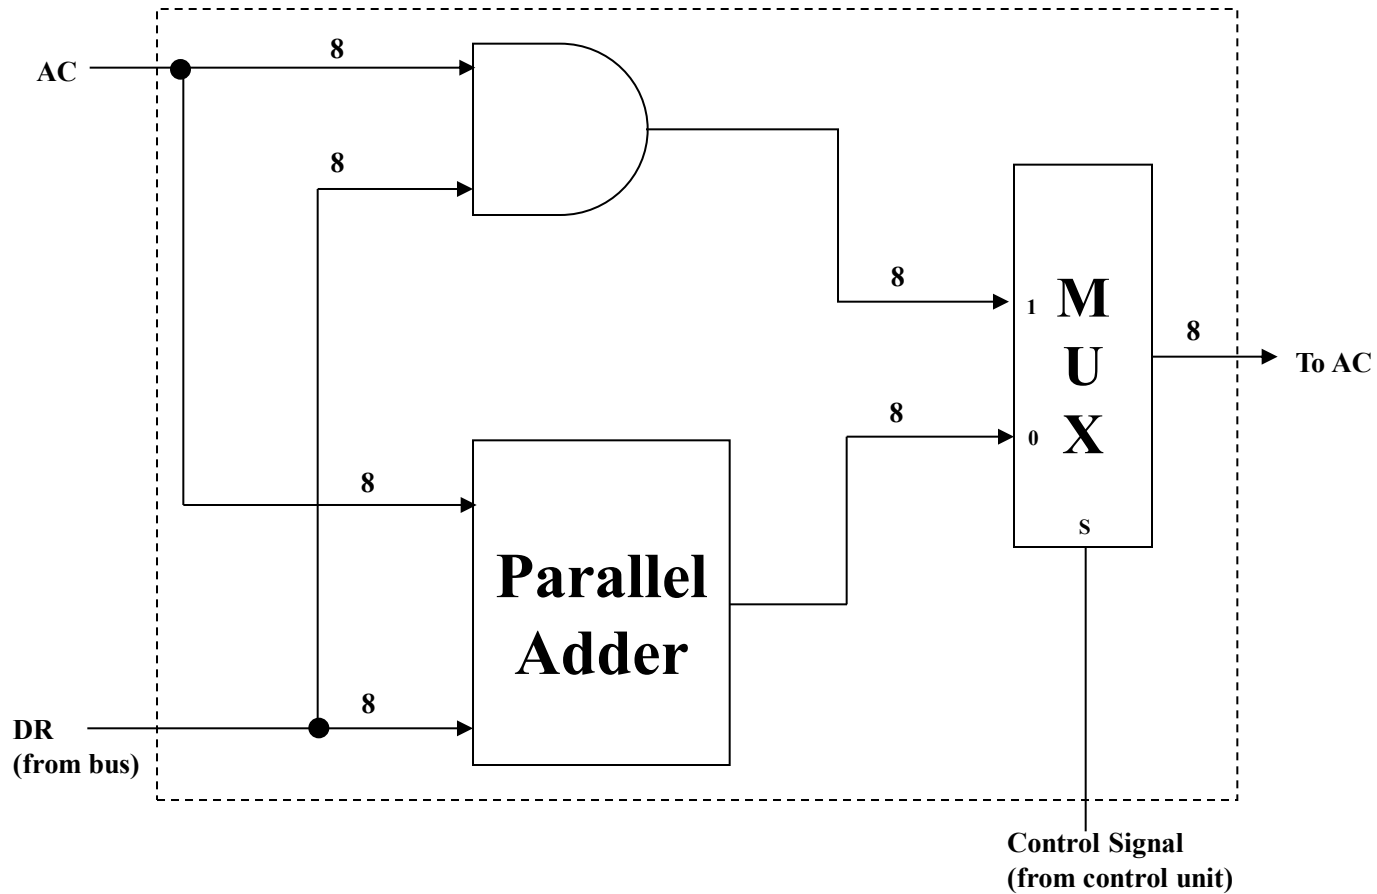 8
AC
8
8
1
M
8
To AC
U
8
0
X
8
S
Parallel
Adder
8
DR
(from bus)
Control Signal
(from control unit)